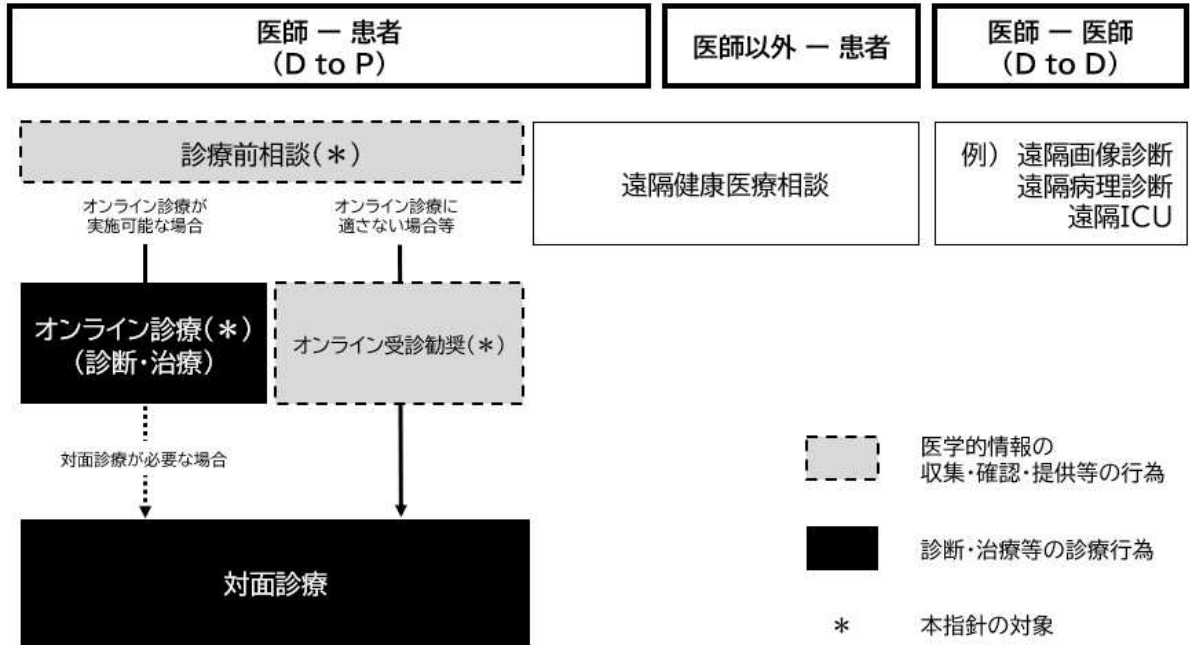 医師 ー 患者
(D to P)
医師以外 ー 患者
医師 ー 医師
(D to D)
診療前相談(＊)
オンライン診療が
実施可能な場合
オンライン診療に
適さない場合等
遠隔健康医療相談
例） 遠隔画像診断
遠隔病理診断
遠隔ICU
オンライン診療(＊)
(診断・治療)
オンライン受診勧奨(＊)
対面診療が必要な場合
対面診療
医学的情報の
収集・確認・提供等の行為
診断・治療等の診療行為
＊ 本指針の対象